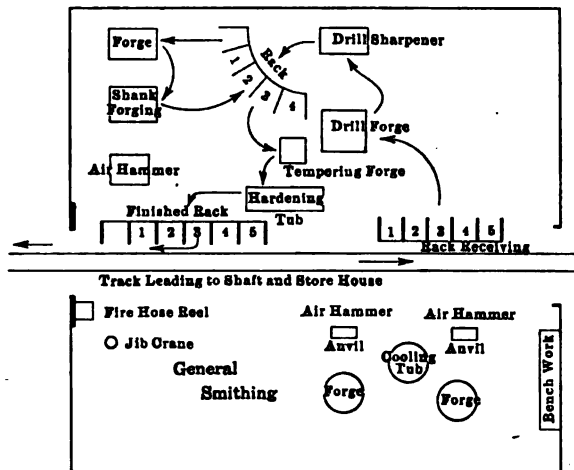 Forge
Rack
Drill Sharpener
1
2
3
4
Shank
Forging
Drill Forge
Air Hammer
Tempering Forge
Hardening
Tub
Finished Rack
1 2 3 4 5
1 2 3 4 5
Rack Receiving
Track Leading to Shaft and Store House
Fire Hose Reel
Jib Crane
General
Smithing
Air Hammer
Anvil
Air Hammer
Anvil
Cooling
Tub
Forge
Forge
Bench Work